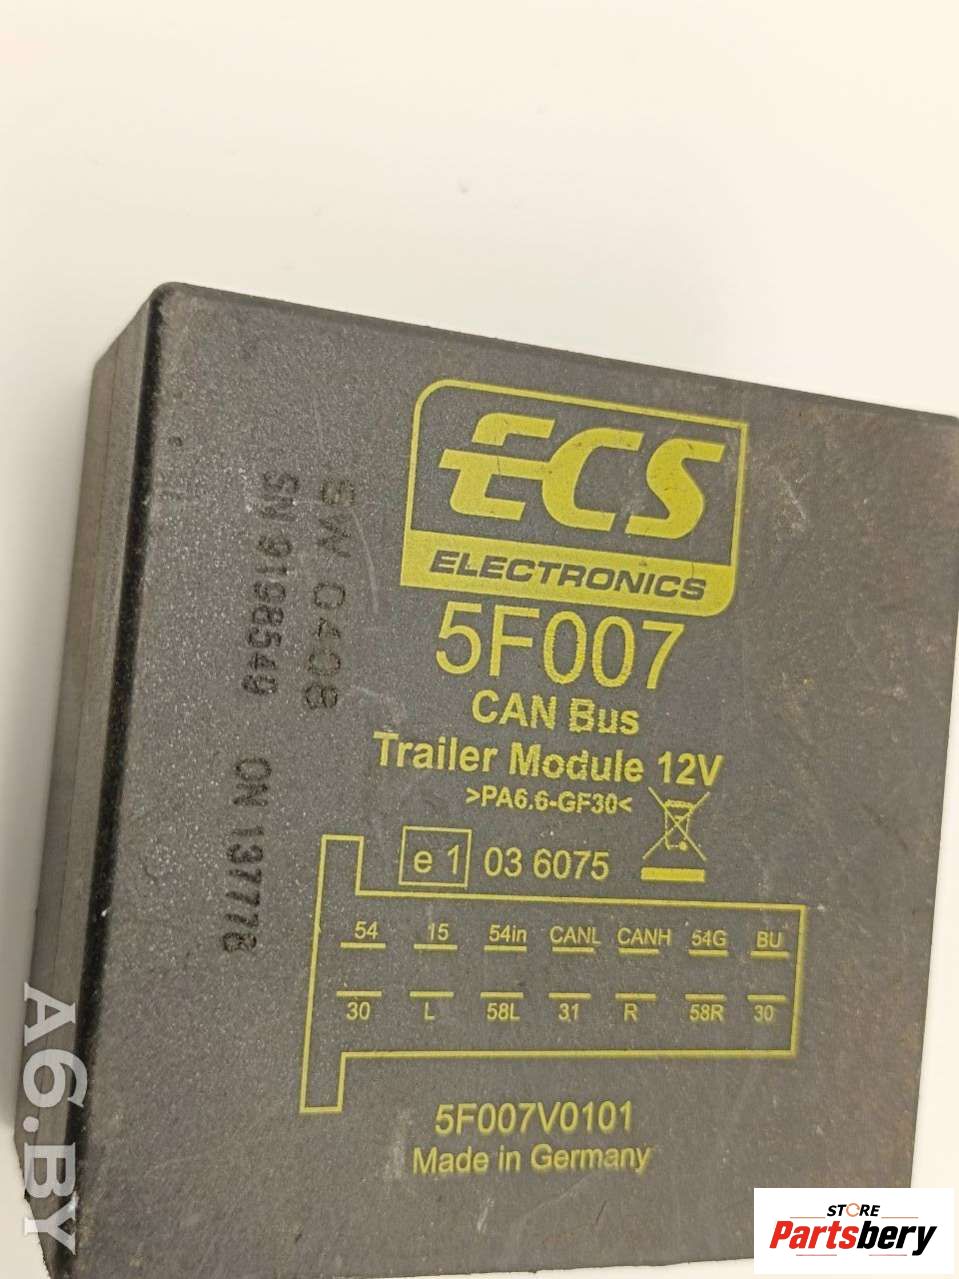 ECS
ELECTRONICS
5F007
CAN Bus
Trailer Module 12V
>PA6.6-GF30<
e1 03 6075
54 15 54in CANL CANH 54G BU
30 L 58L 31 R 58R 30
5F007V0101
Made in Germany
SW 0408
SN 9198549 ON 137778
A6.BY
STORE
Partsbery